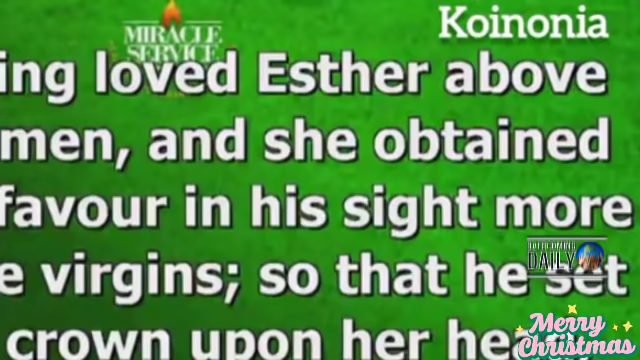 Koinonia
MIRACLE
SERVICE
ing loved Esther above
men, and she obtained
favour in his sight more
e virgins; so that he set
crown upon her
DAILY
Merry
Christmas